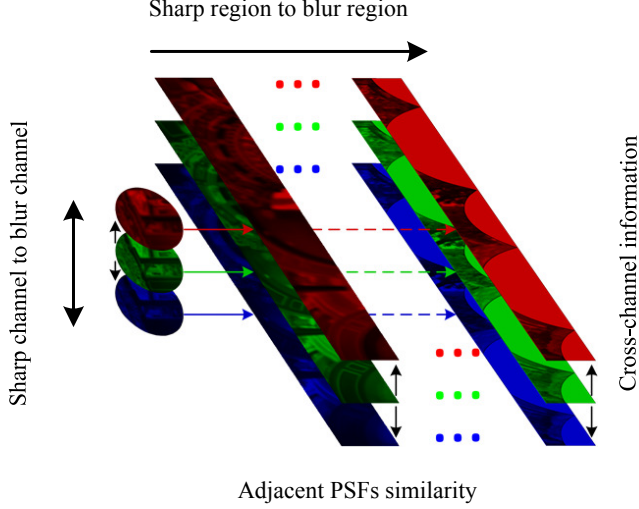 Sharp region to blur region
Sharp channel to blur channel
Cross-channel information
Adjacent PSFs similarity